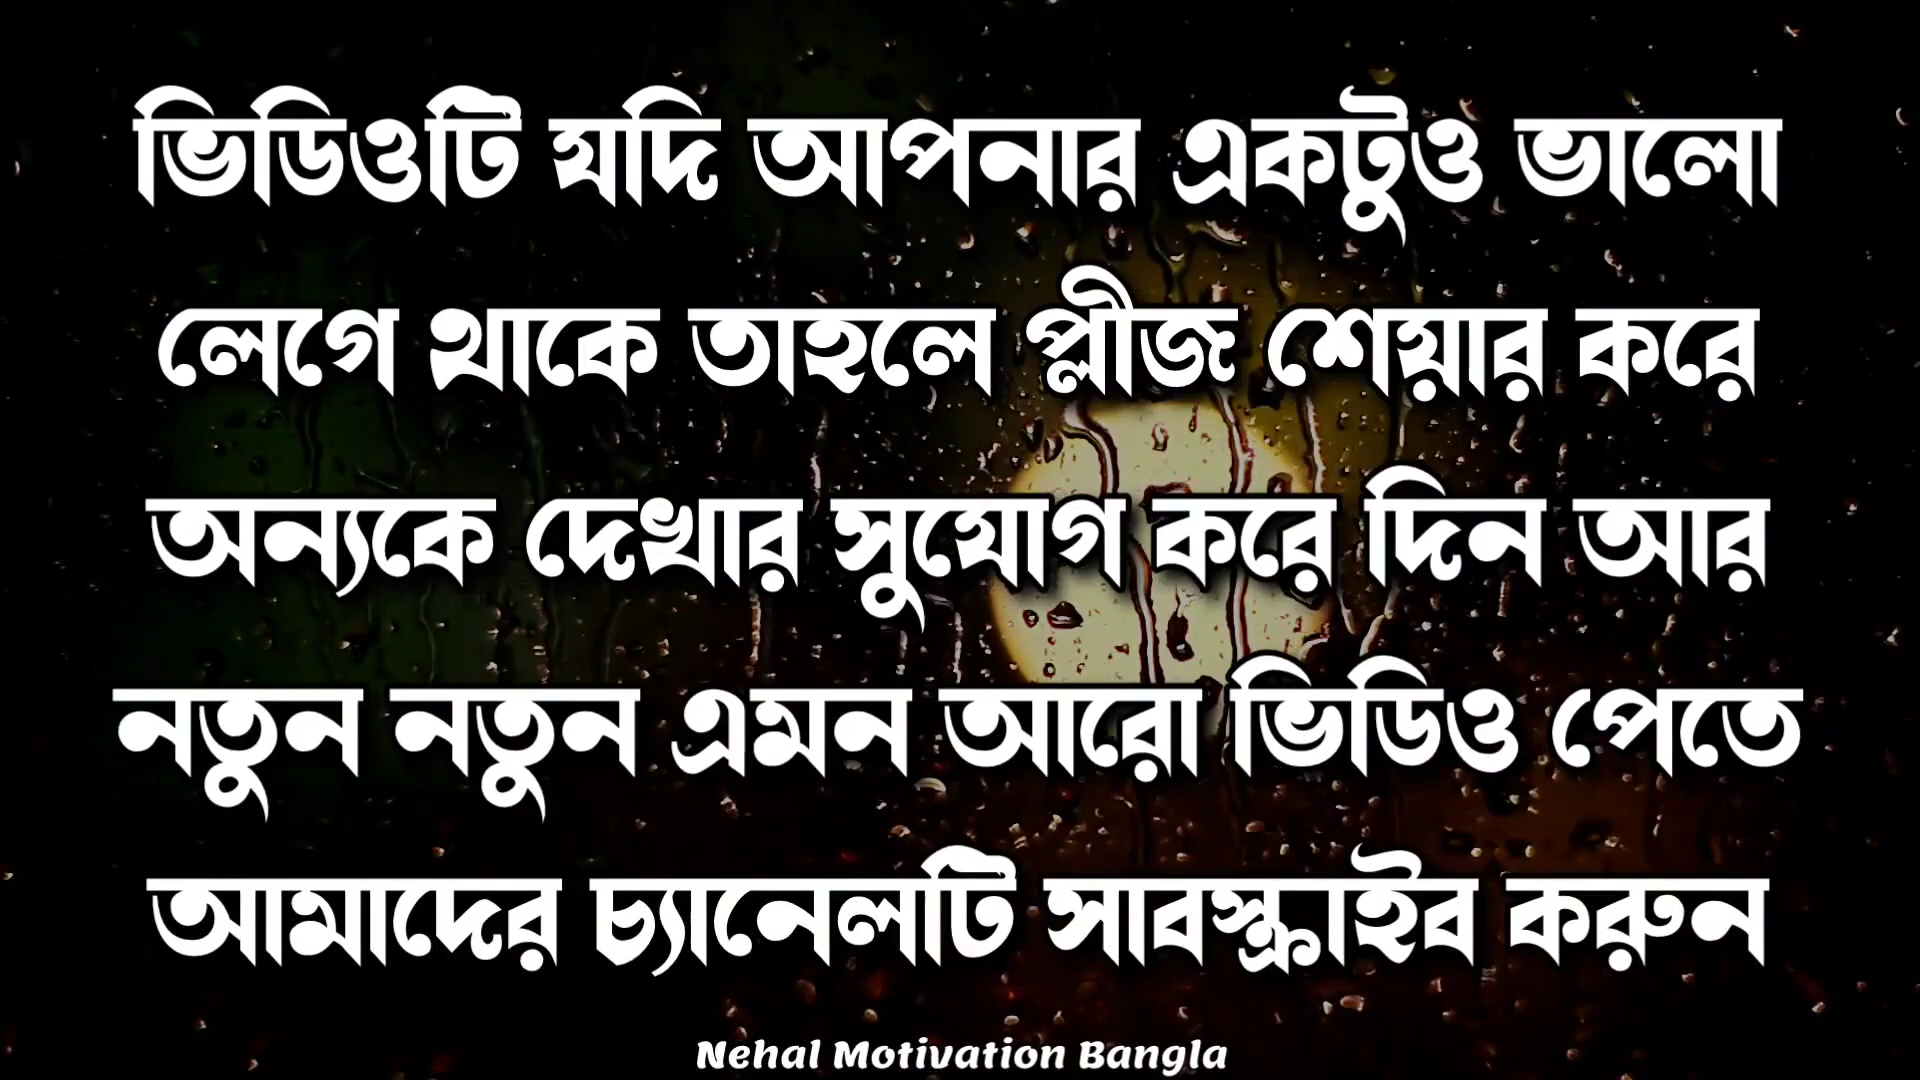 ভিডিওটি যদি আপনার একটুও ভালো
লেগে থাকে তাহলে প্লীজ শেয়ার করে
অন্যকে দেখার সুযোগ করে দিন আর
নতুন নতুন এমন আরো ভিডিও পেতে
আমাদের চ্যানেলটি সাবস্ক্রাইব করুন
Nehal Motivation Bangla